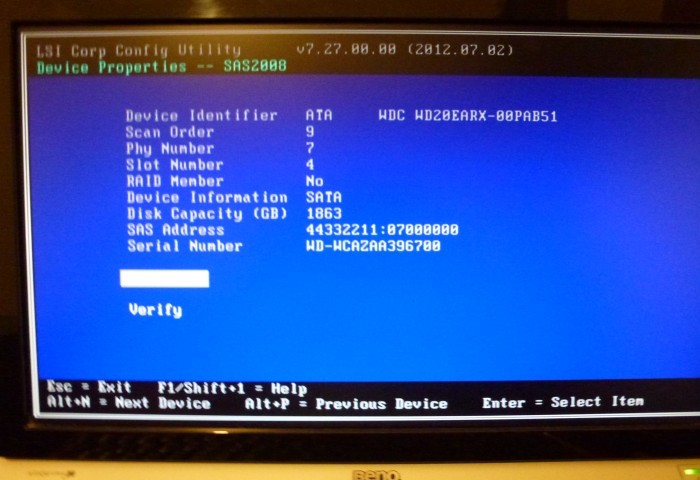 LSI Corp Config Utility v7.27.00.00 (2012.07.02)
Device Properties -- SAS2008
Device Identifier ATA WDC WD20EARX-00PAB51
Scan Order 9
Phy Number 7
Slot Number 4
RAID Member No
Device Information SATA
Disk Capacity (GB) 1863
SAS Address 44332211:07000000
Serial Number WD-WCAZAA396700
Verify
Esc = Exit F1/Shift+1 = Help
Alt+N = Next Device Alt+P = Previous Device Enter = Select Item
BenQ